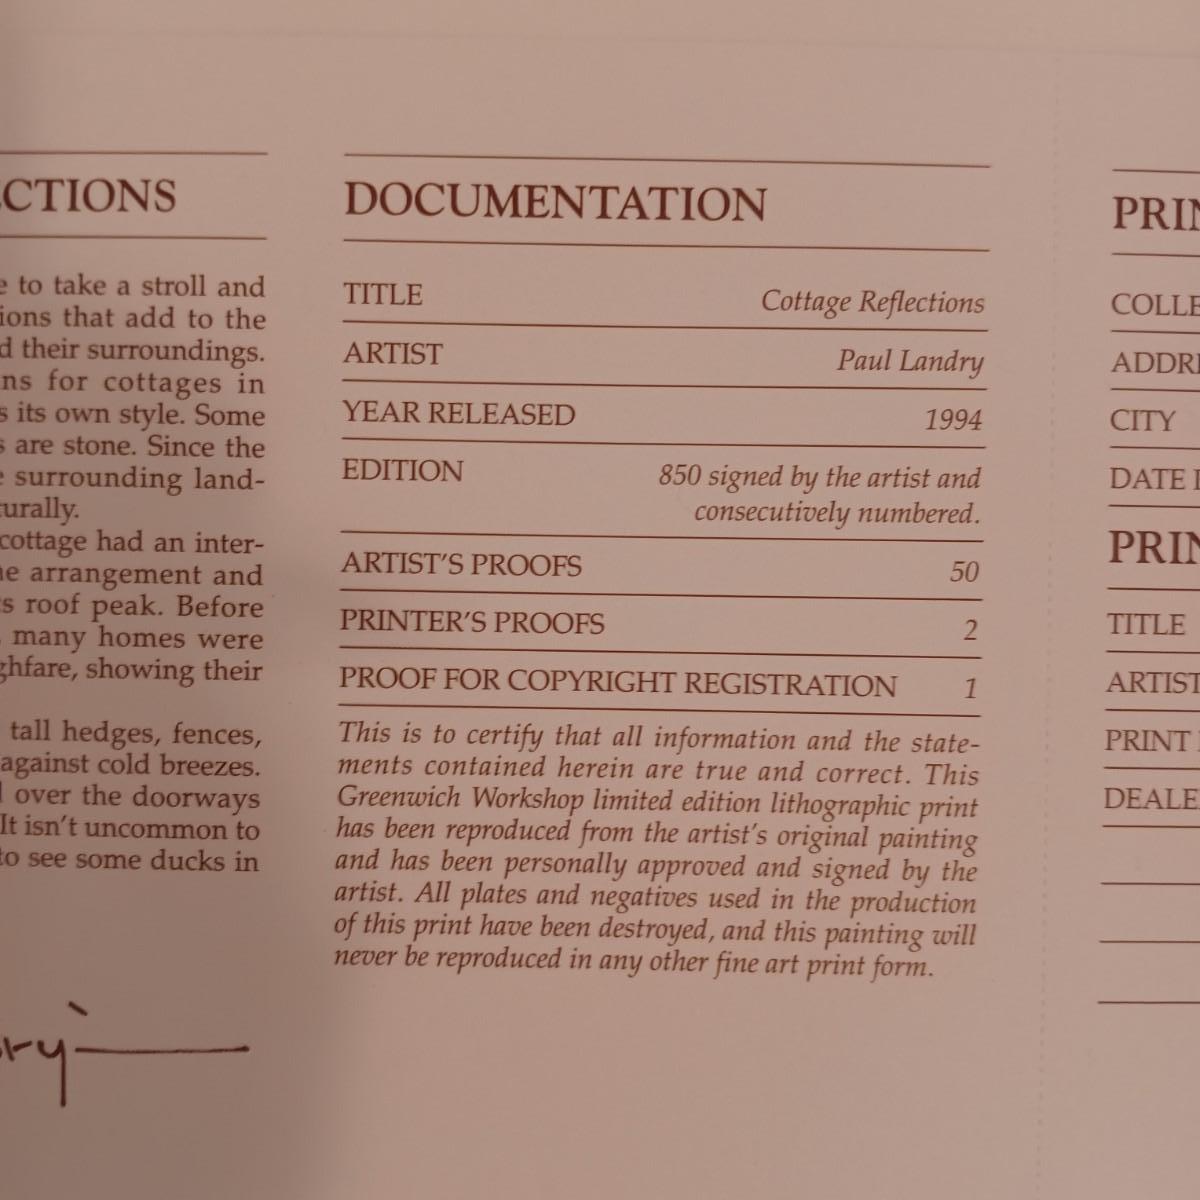 CTIONS
to take a stroll and
ions that add to the
d their surroundings.
ns for cottages in
s its own style. Some
s are stone. Since the
surrounding land-
urally.
cottage had an inter-
arrangement and
s roof peak. Before
many homes were
ghfare, showing their
tall hedges, fences,
against cold breezes.
over the doorways
It isn't uncommon to
to see some ducks in
ry
DOCUMENTATION
TITLE Cottage Reflections
ARTIST Paul Landry
YEAR RELEASED 1994
EDITION 850 signed by the artist and
consecutively numbered.
ARTIST'S PROOFS 50
PRINTER'S PROOFS 2
PROOF FOR COPYRIGHT REGISTRATION 1
This is to certify that all information and the state-
ments contained herein are true and correct. This
Greenwich Workshop limited edition lithographic print
has been reproduced from the artist's original painting
and has been personally approved and signed by the
artist. All plates and negatives used in the production
of this print have been destroyed, and this painting will
never be reproduced in any other fine art print form.
PRIN
COLLE
ADDRE
CITY
DATE
PRIN
TITLE
ARTIST
PRINT
DEALE